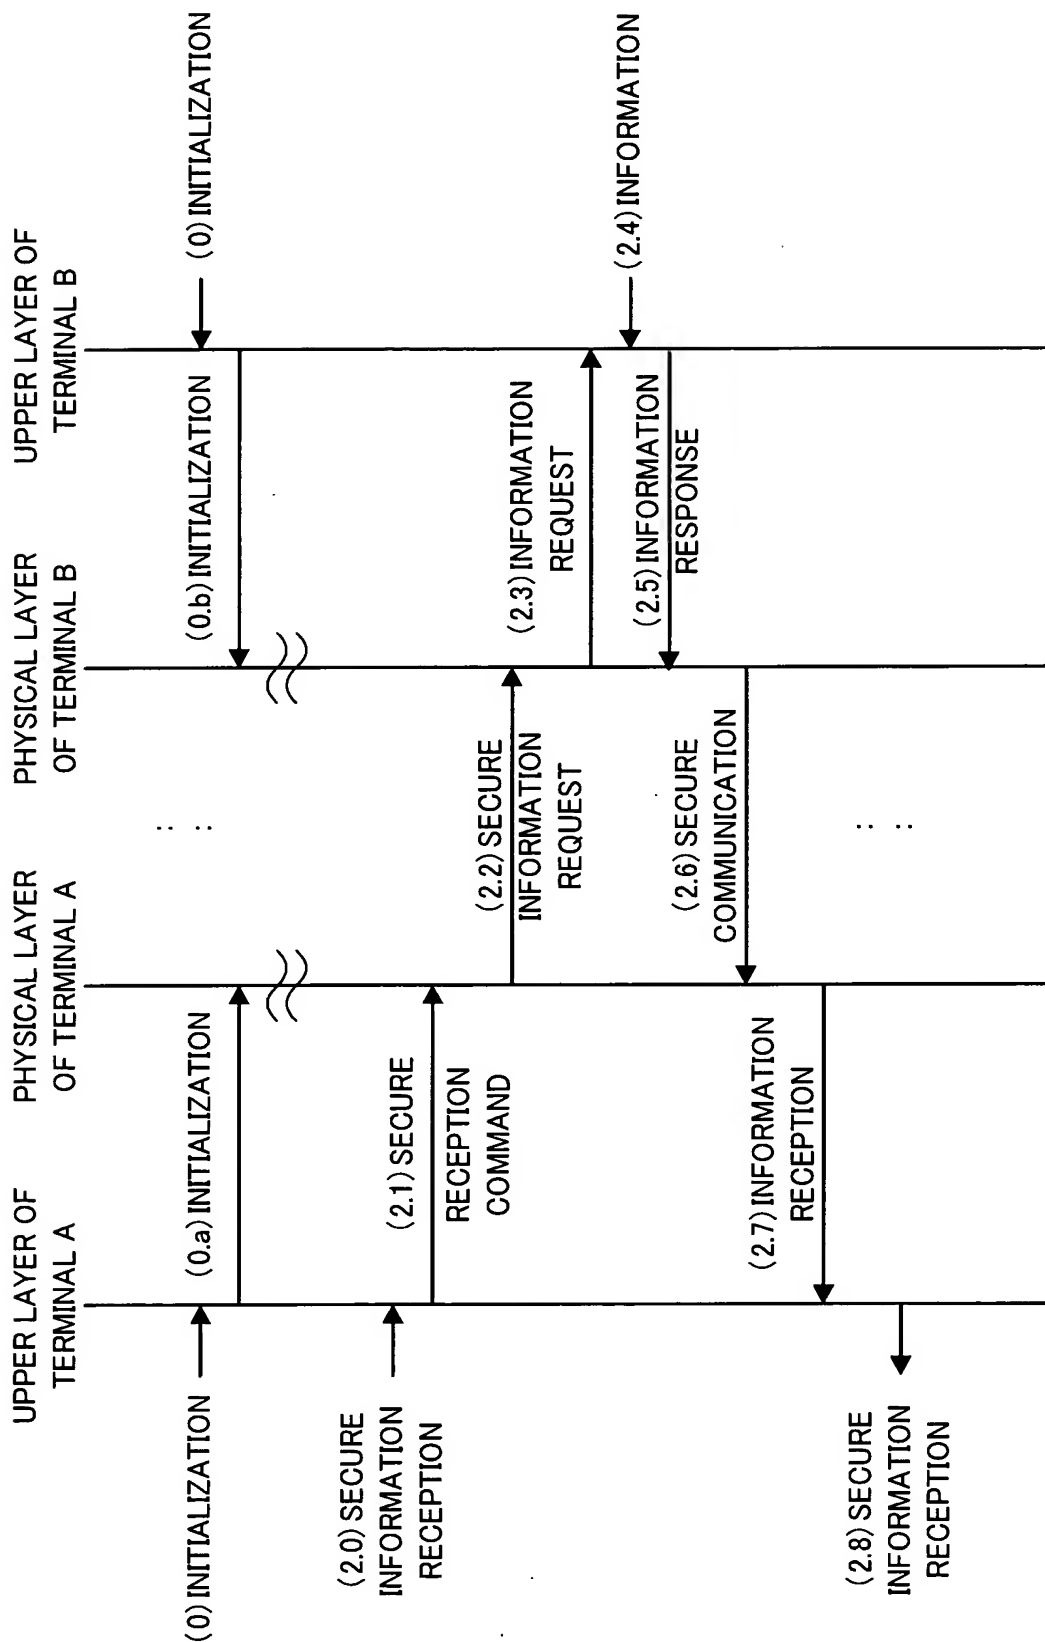 UPPER LAYER OF
TERMINAL A
PHYSICAL LAYER
OF TERMINAL A
PHYSICAL LAYER
OF TERMINAL B
UPPER LAYER OF
TERMINAL B
(0) INITIALIZATION
(0.a) INITIALIZATION
(0.b) INITIALIZATION
(0) INITIALIZATION
(2.0) SECURE
INFORMATION
RECEPTION
(2.1) SECURE
RECEPTION
COMMAND
(2.2) SECURE
INFORMATION
REQUEST
(2.3) INFORMATION
REQUEST
(2.4) INFORMATION
(2.5) INFORMATION
RESPONSE
(2.6) SECURE
COMMUNICATION
(2.7) INFORMATION
RECEPTION
(2.8) SECURE
INFORMATION
RECEPTION